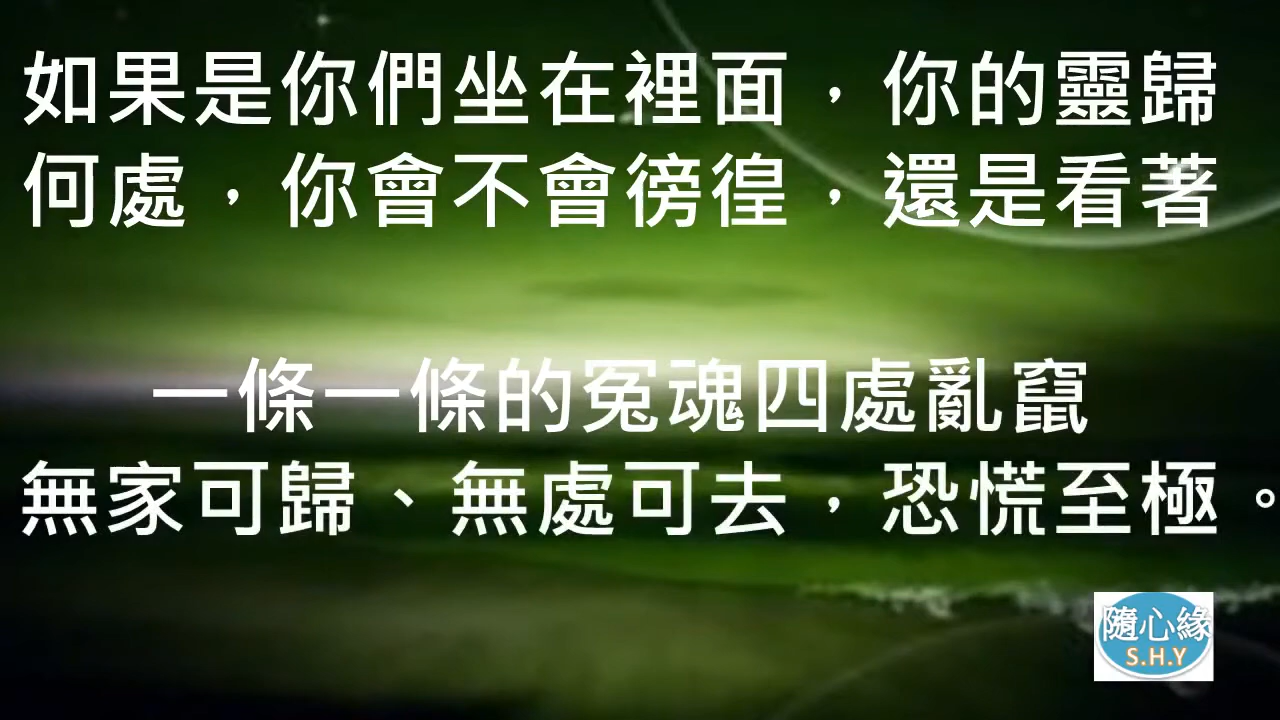 如果是你們坐在裡面，你的靈歸
何處，你會不會徬徨，還是看著
一條一條的冤魂四處亂竄
無家可歸、無處可去，恐慌至極。
隨心緣
S.H.Y